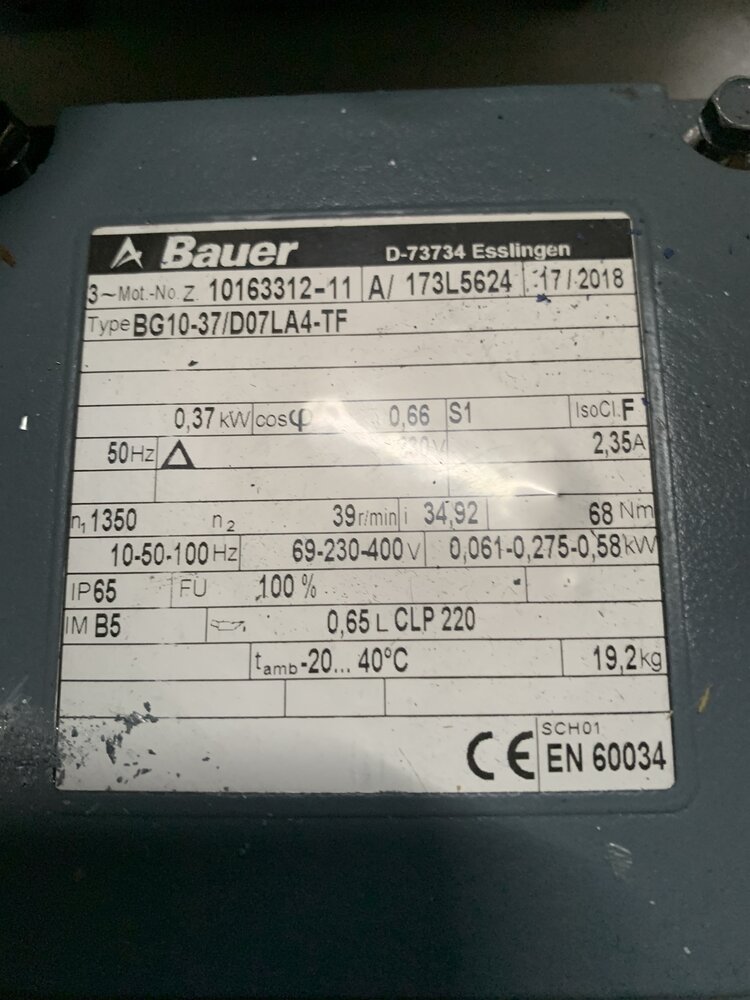 Bauer D-73734 Esslingen
3~Mot.-No. Z. 10163312-11 A/ 173L5624 17/2018
Type BG10-37/D07LA4-TF
0,37 kW cosφ 0,66 S1 IsoCl. F
50 Hz Δ V 2,35A
n₁ 1350 n₂ 39 r/min i 34,92 68 Nm
10-50-100 Hz 69-230-400 V 0,061-0,275-0,58 kW
IP65 FU 100 %
IM B5 0,65 L CLP 220
tamb -20... 40°C 19,2 kg
CE SCH01
EN 60034